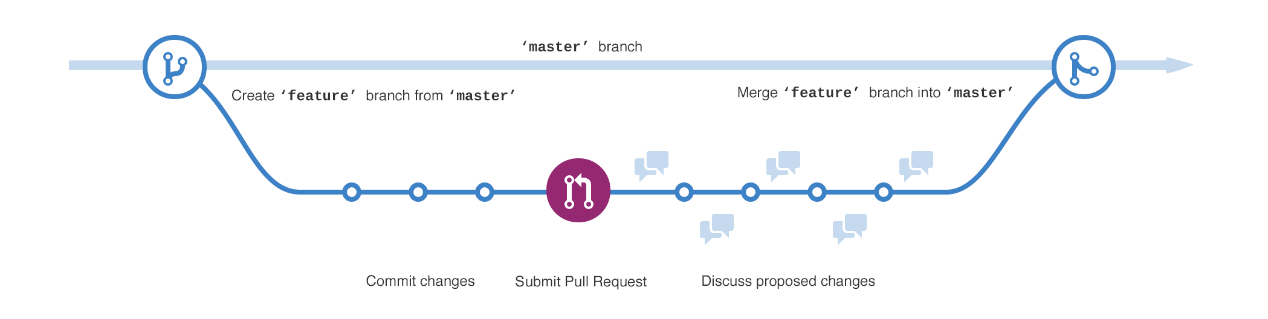 ‘master’ branch
Create ‘feature’ branch from ‘master’
Merge ‘feature’ branch into ‘master’
Commit changes
Submit Pull Request
Discuss proposed changes